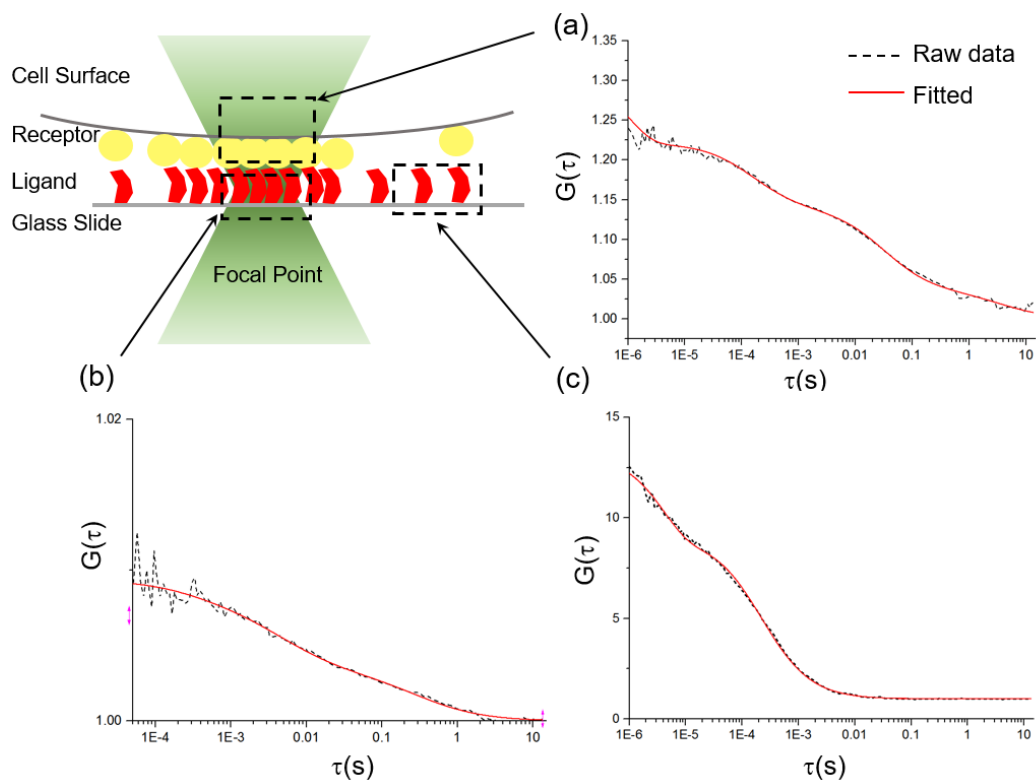 (a)
Cell Surface
Receptor
Ligand
Glass Slide
Focal Point
(b)
(c)
Raw data
Fitted
G(τ)
1.35
1.30
1.25
1.20
1.15
1.10
1.05
1.00
1E-6 1E-5 1E-4 1E-3 0.01 0.1 1 10
τ(s)
1.02
G(τ)
1.00
1E-4 1E-3 0.01 0.1 1 10
τ(s)
15
10
G(τ)
5
0
1E-6 1E-5 1E-4 1E-3 0.01 0.1 1 10
τ(s)